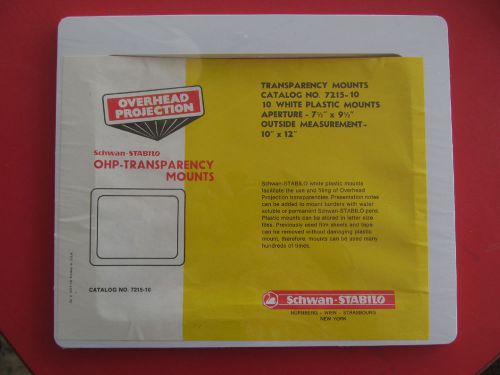 OVERHEAD
PROJECTION
Schwan-STABILO
OHP-TRANSPARENCY
MOUNTS
CATALOG NO. 7215-10
TRANSPARENCY MOUNTS
CATALOG NO. 7215-10
10 WHITE PLASTIC MOUNTS
APERTURE - 7½" x 9½"
OUTSIDE MEASUREMENT-
10" x 12"
Schwan-STABILO white plastic mounts
facilitate the use and filing of Overhead
Projection transparencies. Presentation notes
can be added to mount borders with water
soluble or permanent Schwan-STABILO pens.
Plastic mounts can be stored in letter size
files. Previously used film sheets and tape
can be removed without damaging plastic
mount, therefore, mounts can be used many
hundreds of times.
Schwan-STABILO
NÜRNBERG - WIEN - STRASBOURG
NEW YORK